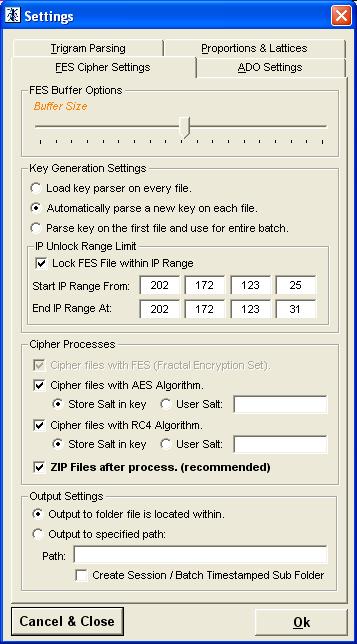 Settings
Trigram Parsing Proportions & Lattices
FES Cipher Settings ADO Settings
FES Buffer Options
Buffer Size
Key Generation Settings
Load key parser on every file.
Automatically parse a new key on each file.
Parse key on the first file and use for entire batch.
IP Unlock Range Limit
Lock FES File within IP Range
Start IP Range From: 202 172 123 25
End IP Range At: 202 172 123 31
Cipher Processes
Cipher files with FES (Fractal Encryption Set).
Cipher files with AES Algorithm.
Store Salt in key User Salt:
Cipher files with RC4 Algorithm.
Store Salt in key User Salt:
ZIP Files after process. (recommended)
Output Settings
Output to folder file is located within.
Output to specified path:
Path:
Create Session / Batch Timestamped Sub Folder
Cancel & Close Ok